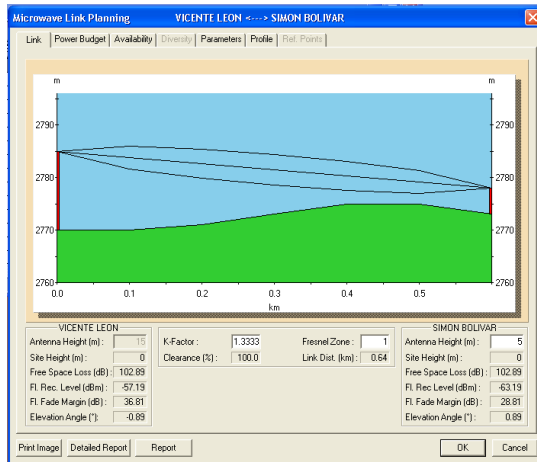 Microwave Link Planning VICENTE LEON <---> SIMON BOLIVAR
Link Power Budget Availability Diversity Parameters Profile Ref. Points
m m
2790 2790
2780 2780
2770 2770
2760 2760
0.0 0.1 0.2 0.3 0.4 0.5
km
VICENTE LEON
Antenna Height (m) : 15
Site Height (m) : 0
Free Space Loss (dB) : 102.89
Fl. Rec. Level (dBm) : -57.19
Fl. Fade Margin (dB) : 36.81
Elevation Angle (°): -0.89
K-Factor : 1.3333 Fresnel Zone : 1
Clearance (%) : 100.0 Link Dist. (km) : 0.64
SIMON BOLIVAR
Antenna Height (m) : 5
Site Height (m) : 0
Free Space Loss (dB) : 102.89
Fl. Rec. Level (dBm) : -63.19
Fl. Fade Margin (dB) : 28.81
Elevation Angle (°) : 0.89
Print Image Detailed Report Report OK Cancel